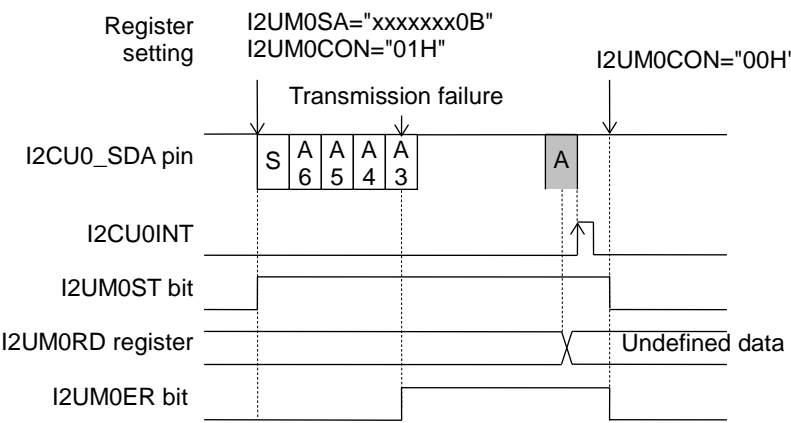 Register
setting
I2UM0SA="xxxxxxx0B"
I2UM0CON="01H"
I2UM0CON="00H'
Transmission failure
I2CU0_SDA pin
S
A
6
A
5
A
4
A
3
A
I2CU0INT
I2UM0ST bit
I2UM0RD register
Undefined data
I2UM0ER bit